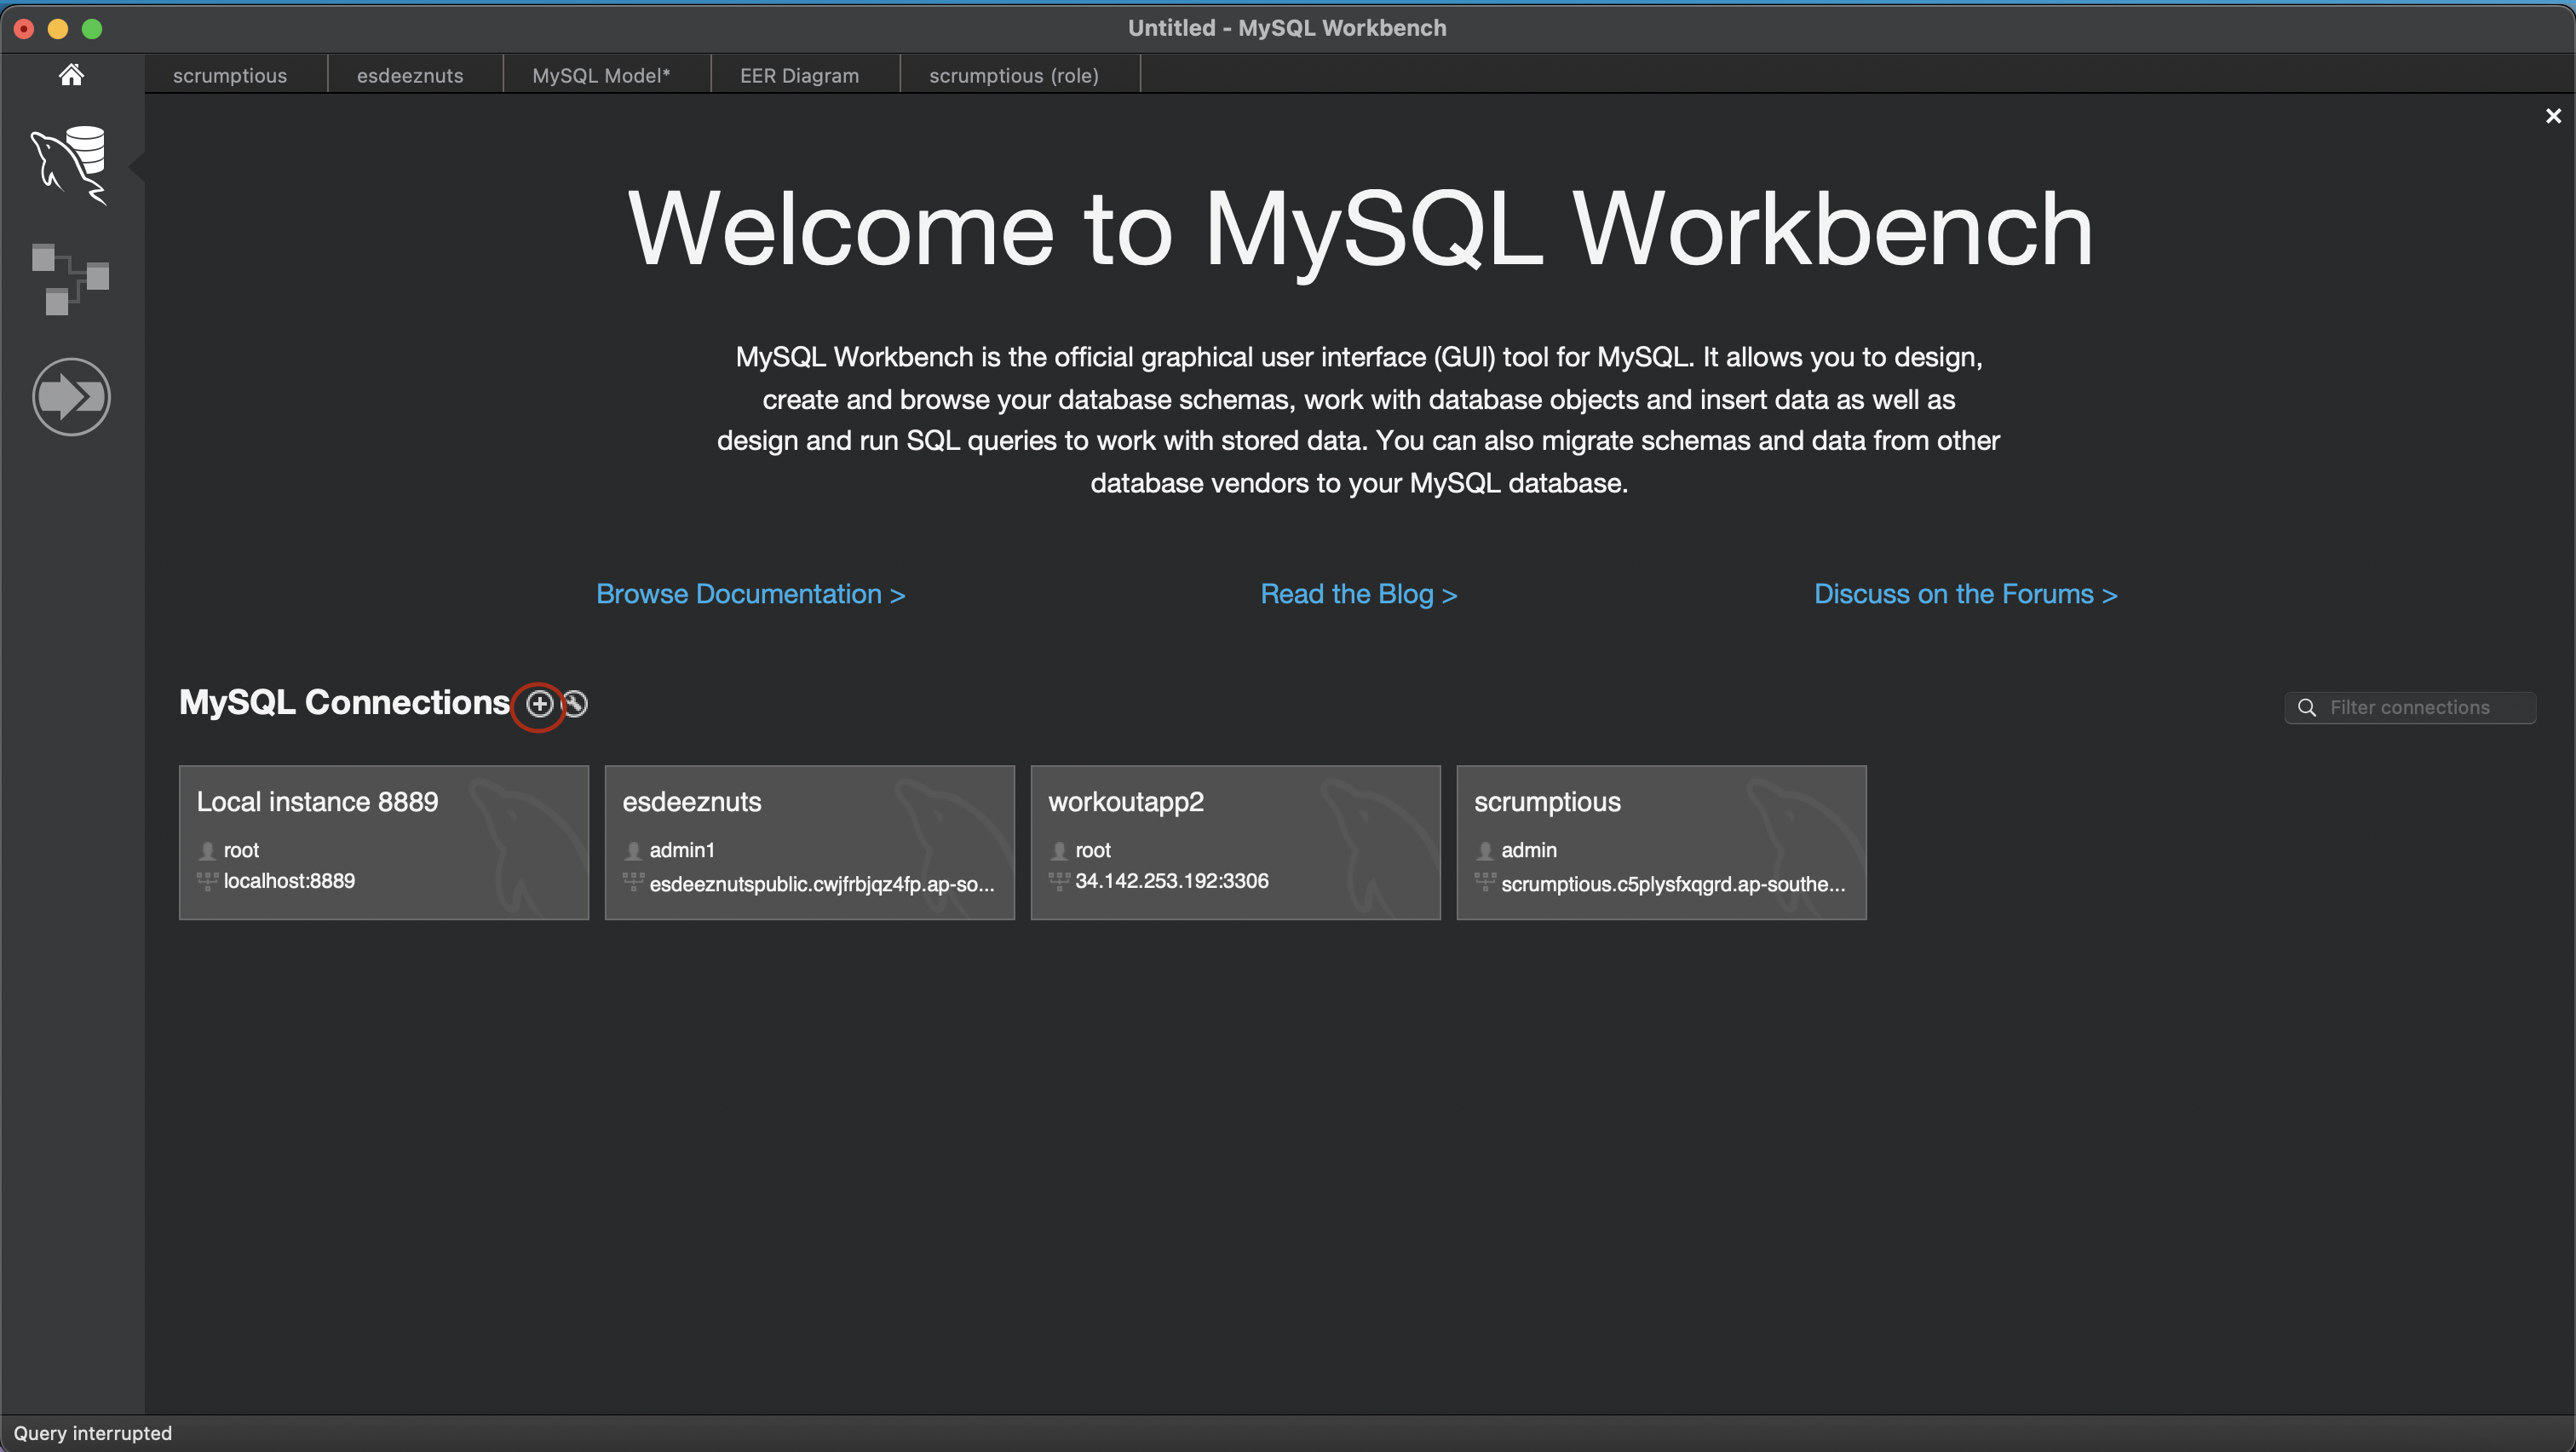 Untitled - MySQL Workbench
scrumptious
esdeeznuts
MySQL Model*
EER Diagram
scrumptious (role)
Welcome to MySQL Workbench
MySQL Workbench is the official graphical user interface (GUI) tool for MySQL. It allows you to design,
create and browse your database schemas, work with database objects and insert data as well as
design and run SQL queries to work with stored data. You can also migrate schemas and data from other
database vendors to your MySQL database.
Browse Documentation >
Read the Blog >
Discuss on the Forums >
MySQL Connections
Filter connections
Local instance 8889
root
localhost:8889
esdeeznuts
admin1
esdeeznutspublic.cwjfrbjqz4fp.ap-so...
workoutapp2
root
34.142.253.192:3306
scrumptious
admin
scrumptious.c5plysfxqgrd.ap-southe...
Query interrupted